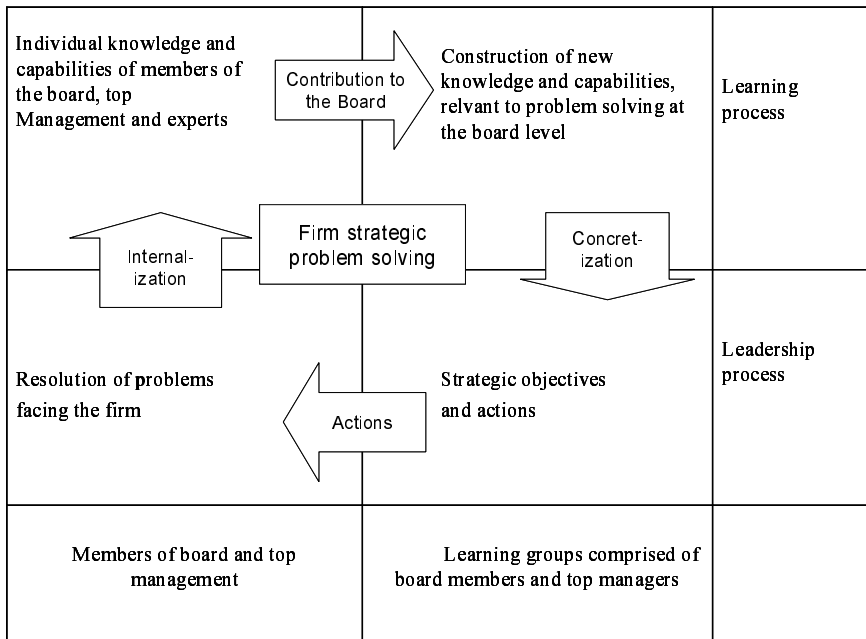 Individual knowledge and
capabilities of members of
the board, top
Management and experts
Contribution to
the Board
Construction of new
knowledge and capabilities,
relvant to problem solving at
the board level
Learning
process
Internal-
ization
Firm strategic
problem solving
Concret-
ization
Resolution of problems
facing the firm
Actions
Strategic objectives
and actions
Leadership
process
Members of board and top
management
Learning groups comprised of
board members and top managers